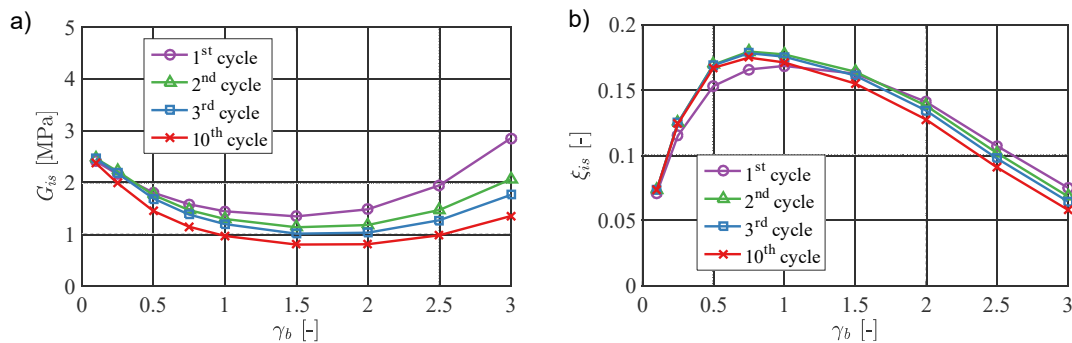 a)
5
4
3
2
1
0
G_is [MPa]
1st cycle
2nd cycle
3rd cycle
10th cycle
0 0.5 1 1.5 2 2.5 3
γ_b [-]
b)
0.2
0.15
0.1
0.05
0
ξ_is [-]
1st cycle
2nd cycle
3rd cycle
10th cycle
0 0.5 1 1.5 2 2.5 3
γ_b [-]